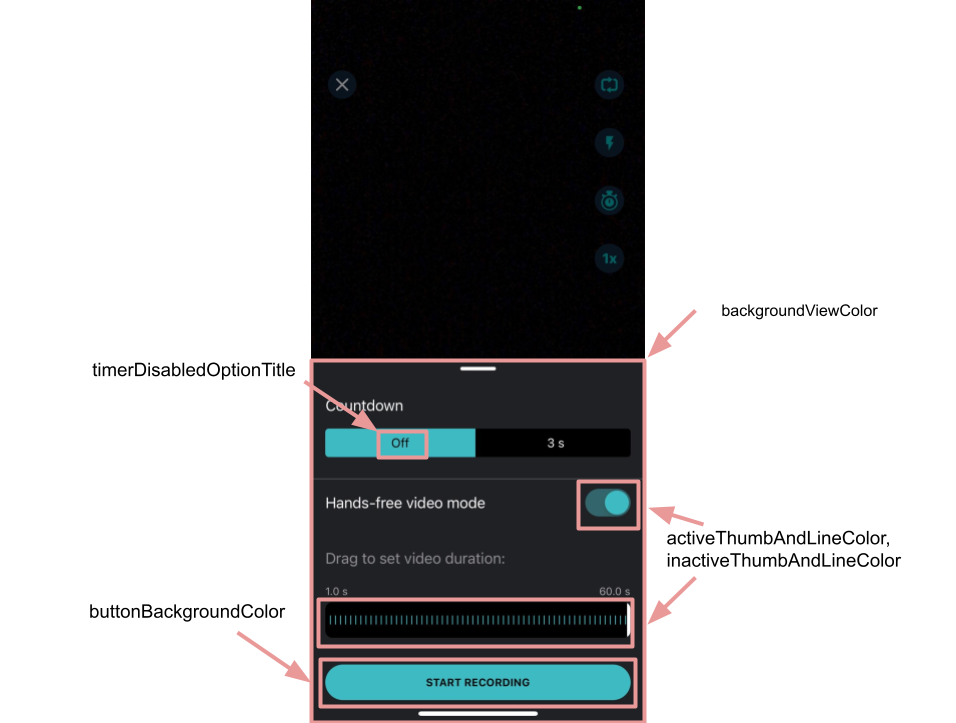 1x
backgroundViewColor
timerDisabledOptionTitle
Countdown
Off
3 s
Hands-free video mode
activeThumbAndLineColor,
inactiveThumbAndLineColor
Drag to set video duration:
1.0 s
60.0 s
buttonBackgroundColor
START RECORDING